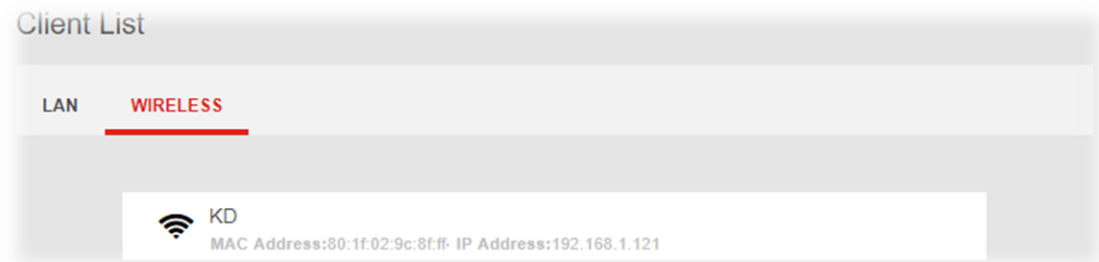 Client List
LAN WIRELESS
KD
MAC Address:80:1f:02:9c:8f:ff- IP Address:192.168.1.121